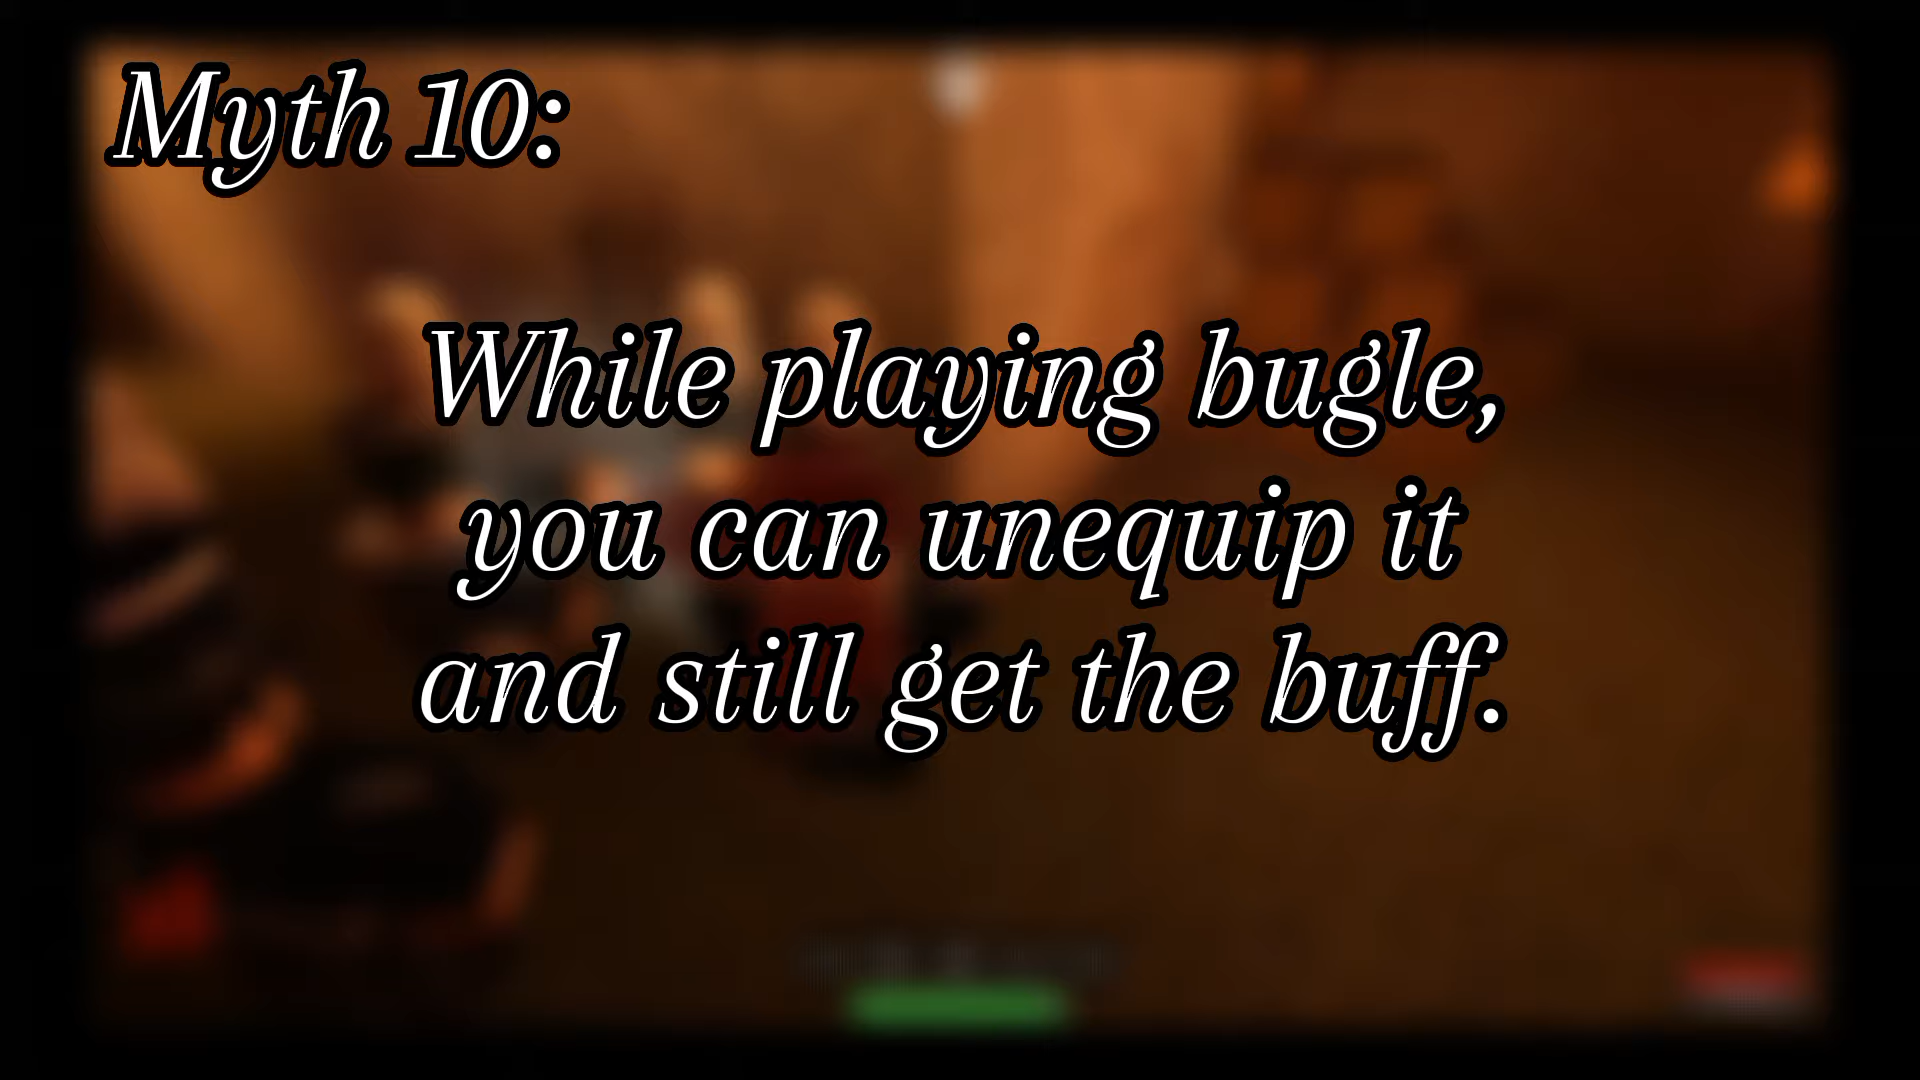 Myth 10:
While playing bugle,
you can unequip it
and still get the buff.